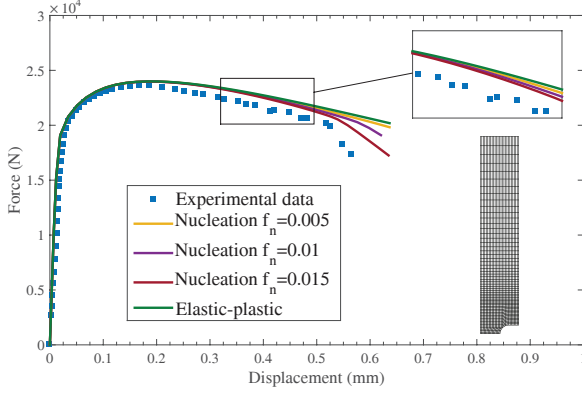 × 10⁴
3
2.5
2
1.5
1
0.5
0
Force (N)
Experimental data
Nucleation f_n=0.005
Nucleation f_n=0.01
Nucleation f_n=0.015
Elastic-plastic
0 0.1 0.2 0.3 0.4 0.5 0.6 0.7 0.8 0.9
Displacement (mm)